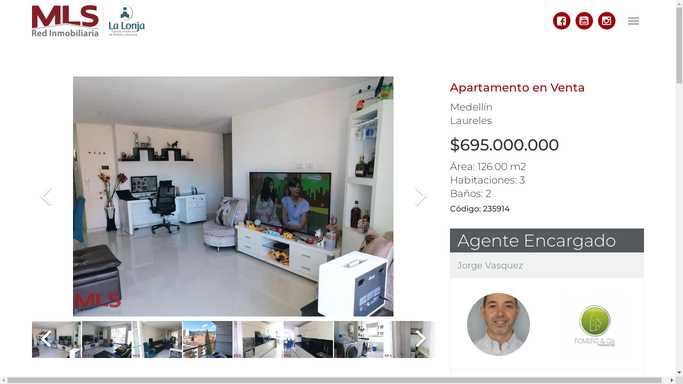 MLS
Red Inmobiliaria
La Lonja
Apartamento en Venta
Medellín
Laureles
$695.000.000
Área: 126.00 m2
Habitaciones: 3
Baños: 2
Código: 235914
Agente Encargado
Jorge Vasquez
MLS